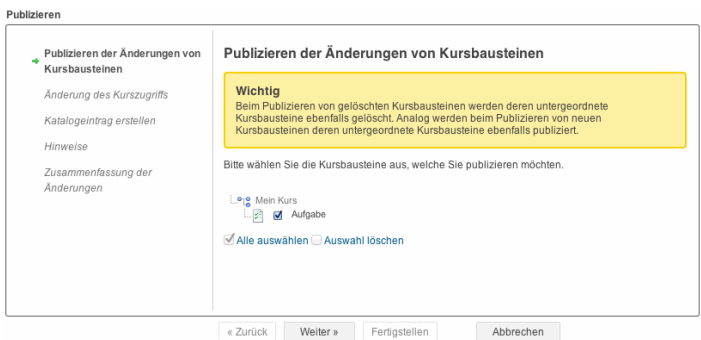 Publizieren
Publizieren der Änderungen von
Kursbausteinen
Änderung des Kurszugriffs
Katalogeintrag erstellen
Hinweise
Zusammenfassung der
Änderungen
Publizieren der Änderungen von Kursbausteinen
Wichtig
Beim Publizieren von gelöschten Kursbausteinen werden deren untergeordnete
Kursbausteine ebenfalls gelöscht. Analog werden beim Publizieren von neuen
Kursbausteinen deren untergeordnete Kursbausteine ebenfalls publiziert.
Bitte wählen Sie die Kursbausteine aus, welche Sie publizieren möchten.
Mein Kurs
Aufgabe
Alle auswählen Auswahl löschen
« Zurück Weiter » Fertigstellen Abbrechen